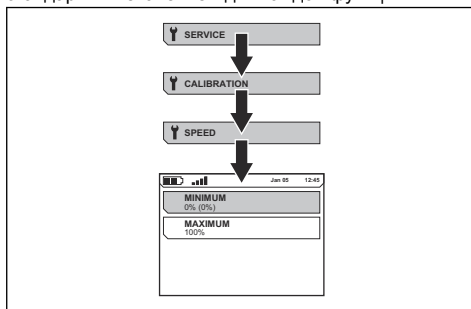 SERVICE
CALIBRATION
SPEED
Jan 05 12:45
MINIMUM
0% (0%)
MAXIMUM
100%